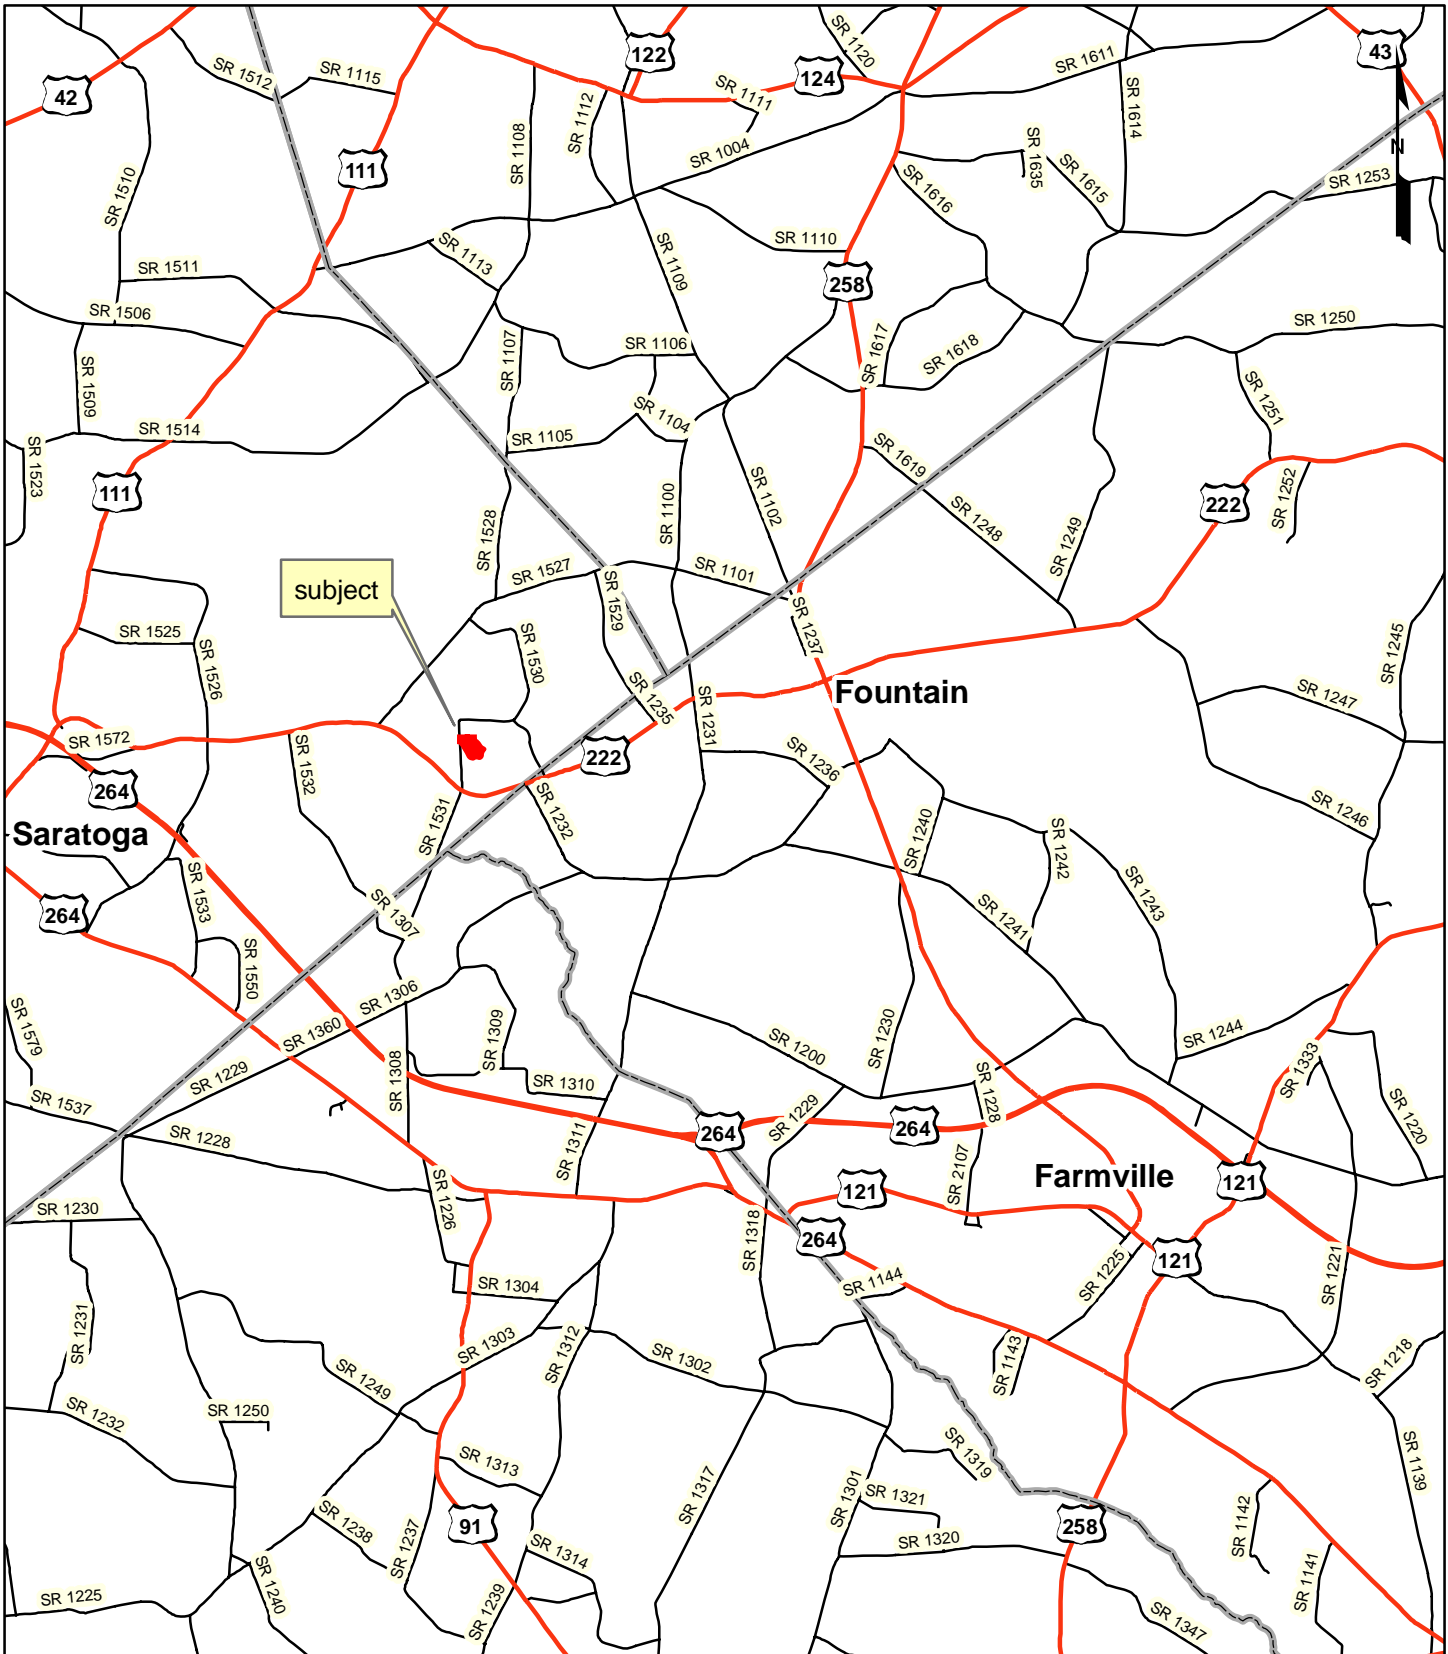 122
SR 1120
43
SR 1512
SR 1115
SR 1611
124
42
SR 1111
SR 1112
SR 1614
SR 1108
SR 1004
N
111
SR 1635
SR 1615
SR 1253
SR 1616
SR 1510
SR 1110
SR 1113
SR 1109
SR 1511
258
SR 1506
SR 1250
SR 1107
SR 1106
SR 1617
SR 1618
SR 1509
SR 1251
SR 1104
SR 1514
SR 1105
SR 1619
SR 1523
111
SR 1100
SR 1102
SR 1248
222
SR 1252
SR 1528
SR 1249
SR 1527
SR 1101
subject
SR 1529
SR 1237
SR 1525
SR 1526
SR 1530
SR 1245
Fountain
SR 1235
SR 1247
SR 1231
SR 1572
222
SR 1236
SR 1532
264
SR 1246
SR 1531
SR 1232
Saratoga
SR 1240
SR 1242
SR 1533
SR 1243
264
SR 1307
SR 1241
SR 1550
SR 1306
SR 1579
SR 1360
SR 1309
SR 1230
SR 1200
SR 1244
SR 1229
SR 1308
SR 1310
SR 1333
SR 1537
SR 1228
SR 1229
SR 1228
SR 1220
264
264
SR 1311
SR 2107
Farmville
121
121
SR 1230
SR 1226
SR 1318
264
SR 1225
121
SR 1221
SR 1304
SR 1144
SR 1231
SR 1303
SR 1312
SR 1302
SR 1143
SR 1218
SR 1249
SR 1232
SR 1250
SR 1319
SR 1139
SR 1313
SR 1317
SR 1301
SR 1321
SR 1142
91
258
SR 1238
SR 1237
SR 1320
SR 1314
SR 1141
SR 1225
SR 1240
SR 1239
SR 1347